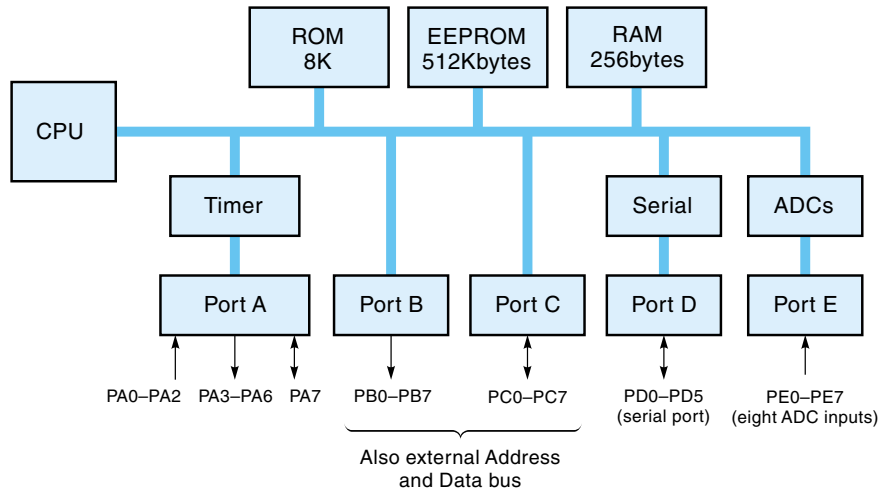 ROM
8K
EEPROM
512Kbytes
RAM
256bytes
CPU
Timer
Serial
ADCs
Port A
Port B
Port C
Port D
Port E
PA0–PA2
PA3–PA6
PA7
PB0–PB7
PC0–PC7
PD0–PD5
(serial port)
PE0–PE7
(eight ADC inputs)
Also external Address
and Data bus